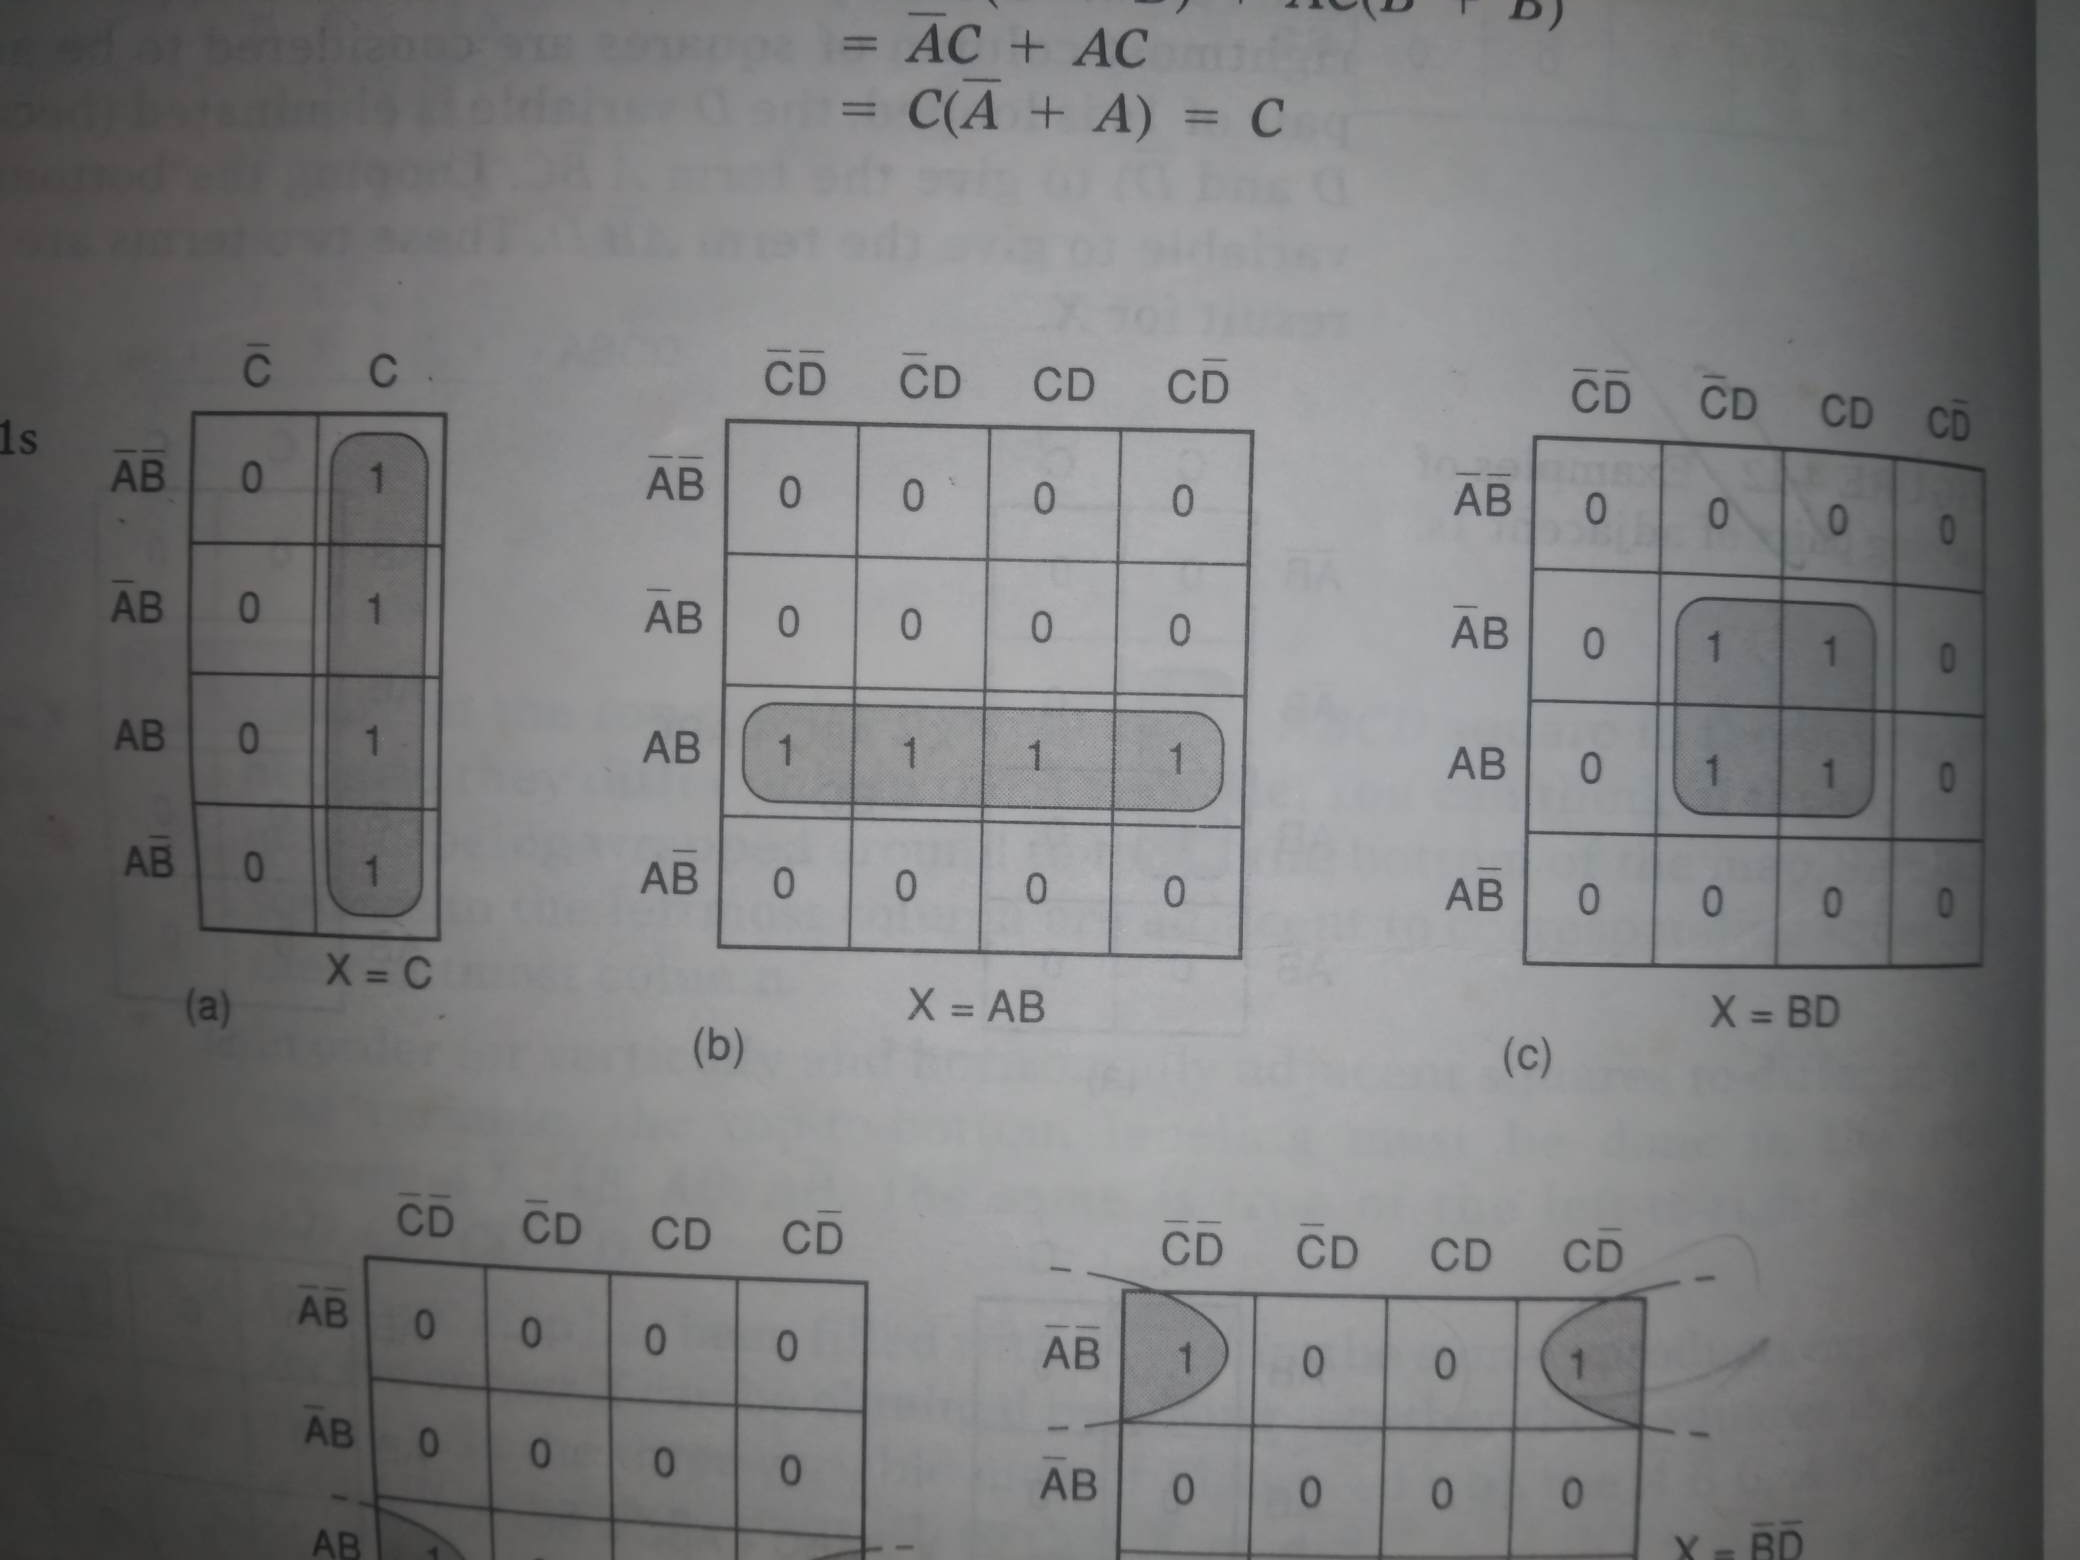 B)
= A̅C + AC
= C(A̅ + A) = C
1s
C̅ C
A̅B̅ 0 1
A̅B 0 1
AB 0 1
AB̅ 0 1
X = C
(a)
C̅D̅ C̅D CD CD̅
A̅B̅ 0 0 0 0
A̅B 0 0 0 0
AB 1 1 1 1
AB̅ 0 0 0 0
X = AB
(b)
C̅D̅ C̅D CD CD̅
A̅B̅ 0 0 0 0
A̅B 0 1 1 0
AB 0 1 1 0
AB̅ 0 0 0 0
X = BD
(c)
C̅D̅ C̅D CD CD̅
A̅B̅ 0 0 0 0
A̅B 0 0 0 0
AB 1
C̅D̅ C̅D CD CD̅
A̅B̅ 1 0 0 1
A̅B 0 0 0 0
X = B̅D̅